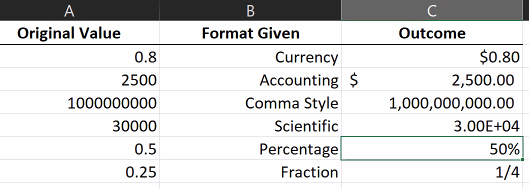 A B C
Original Value Format Given Outcome
0.8 Currency $0.80
2500 Accounting $ 2,500.00
1000000000 Comma Style 1,000,000,000.00
30000 Scientific 3.00E+04
0.5 Percentage 50%
0.25 Fraction 1/4